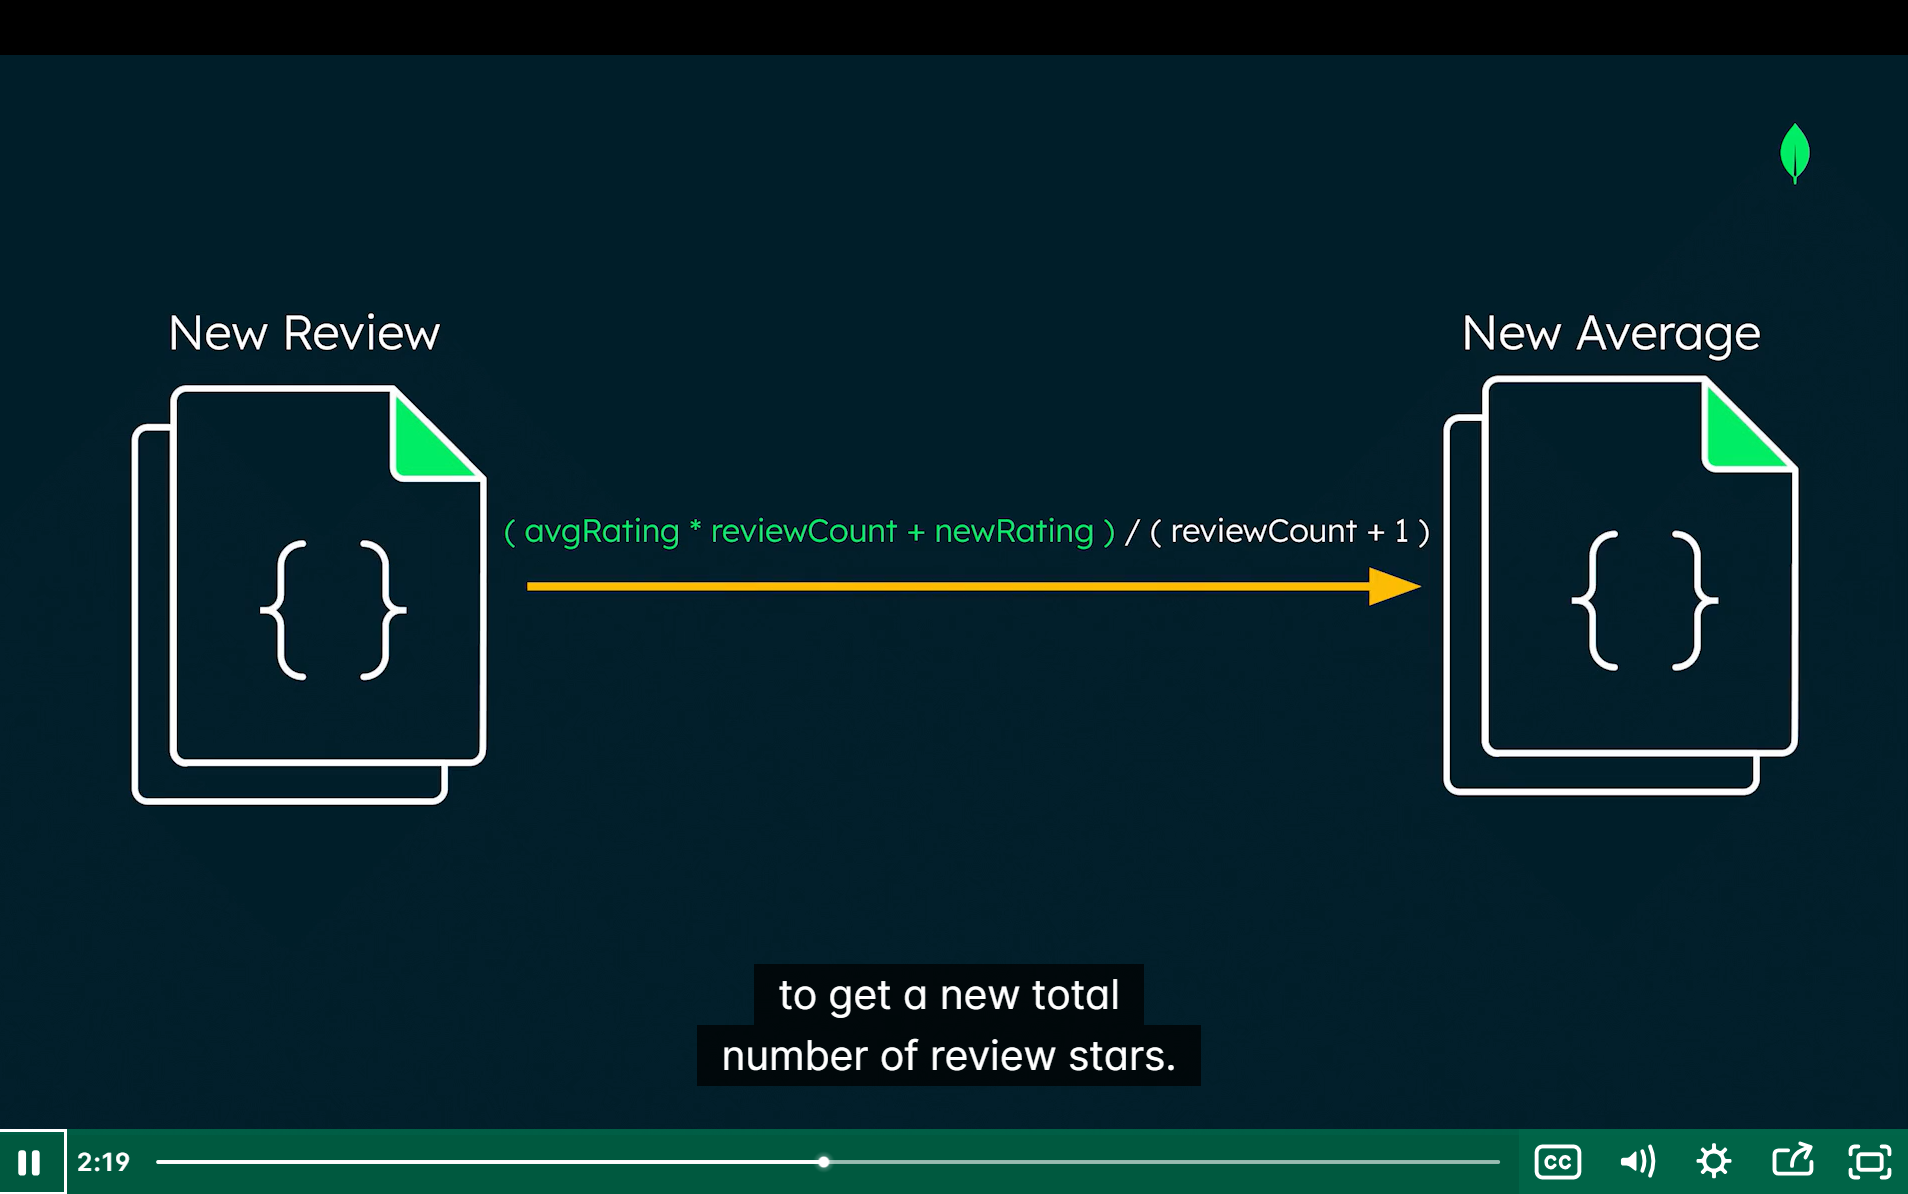 New Review
New Average
( avgRating * reviewCount + newRating ) / ( reviewCount + 1 )
{ }
{ }
to get a new total
number of review stars.
2:19
CC